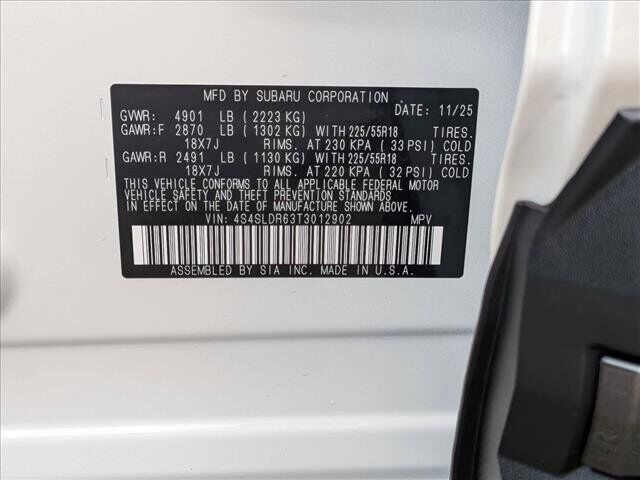 MFD BY SUBARU CORPORATION
DATE: 11/25
GVWR: 4901 LB ( 2223 KG)
GAWR:F 2870 LB ( 1302 KG) WITH 225/55R18 TIRES.
18X7J RIMS. AT 230 KPA ( 33 PSI) COLD
GAWR:R 2491 LB ( 1130 KG) WITH 225/55R18 TIRES.
18X7J RIMS. AT 220 KPA ( 32 PSI) COLD
THIS VEHICLE CONFORMS TO ALL APPLICABLE FEDERAL MOTOR
VEHICLE SAFETY, BUMPER, AND THEFT PREVENTION STANDARDS
IN EFFECT ON THE DATE OF MANUFACTURE SHOWN ABOVE.
VIN: 4S4SLDR63T3012902 MPV
ASSEMBLED BY SIA INC. MADE IN U.S.A.